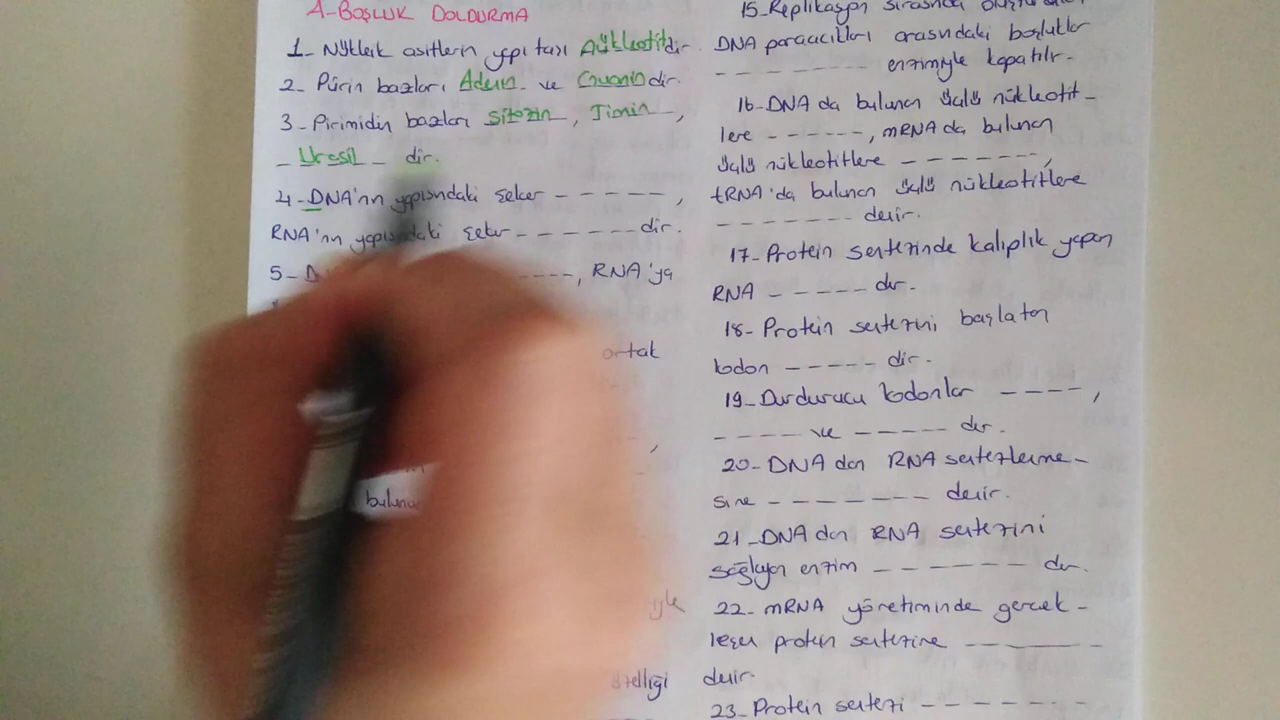 A-BOŞLUK DOLDURMA
1- Nükleik asitlerin yapı taşı Nükleotit dir.
2- Pürin bazları Adenin ve Guanin dir.
3- Pirimidin bazları Sitozin, Timin,
Urasil dir.
4- DNA'nın yapısındaki şeker ------,
RNA'nın yapısındaki şeker ------- dir.
5- ----, RNA'ya
ortak
,
bulunan
özelliği
15- Replikasyon sırasında
DNA parçacıkları arasındaki boşluklar
-------- enzimiyle kapatılır.
16- DNA da bulunan üçlü nükleotit-
lere ------, mRNA da bulunan
üçlü nükleotitlere -------,
tRNA'da bulunan üçlü nükleotitlere
------- denir.
17- Protein sentezinde kalıplık yapan
RNA ----- dır.
18- Protein sentezini başlatan
kodon ----- dir.
19- Durdurucu kodonlar ----,
---- ve ----- dır.
20- DNA dan RNA sentezlenme-
sine ------- denir.
21- DNA dan RNA sentezini
sağlayan enzim ------ dır.
22- mRNA yönetiminde gerçek-
leşen protein sentezine ------
denir.
23- Protein sentezi -------